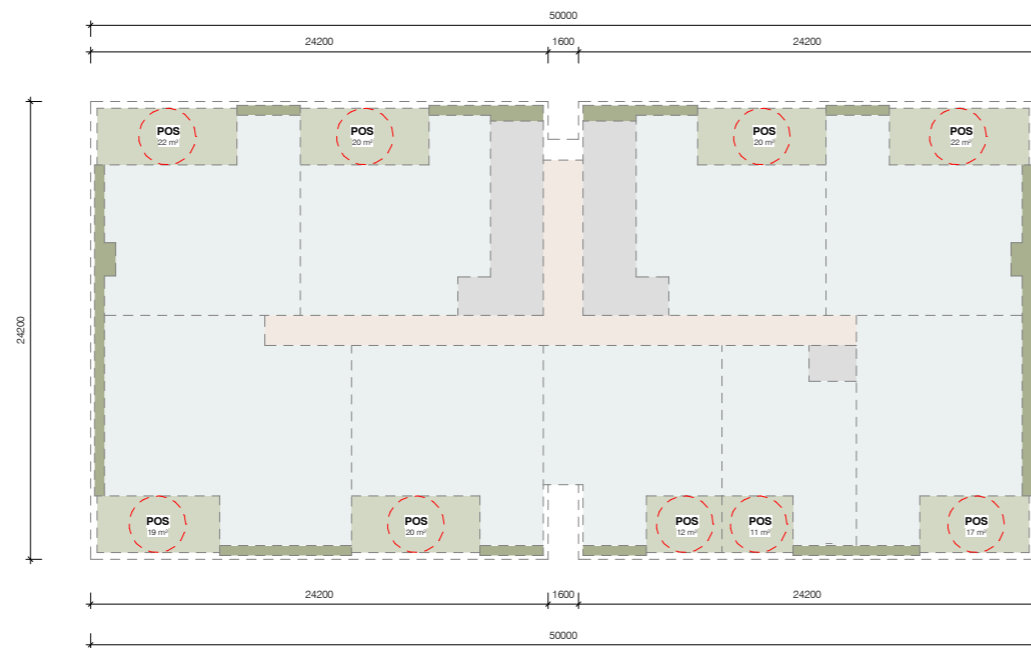 50000
24200 1600 24200
POS POS POS POS
22 m² 20 m² 20 m² 22 m²
24200
POS POS POS POS POS
19 m² 20 m² 12 m² 11 m² 17 m²
24200 1600 24200
50000